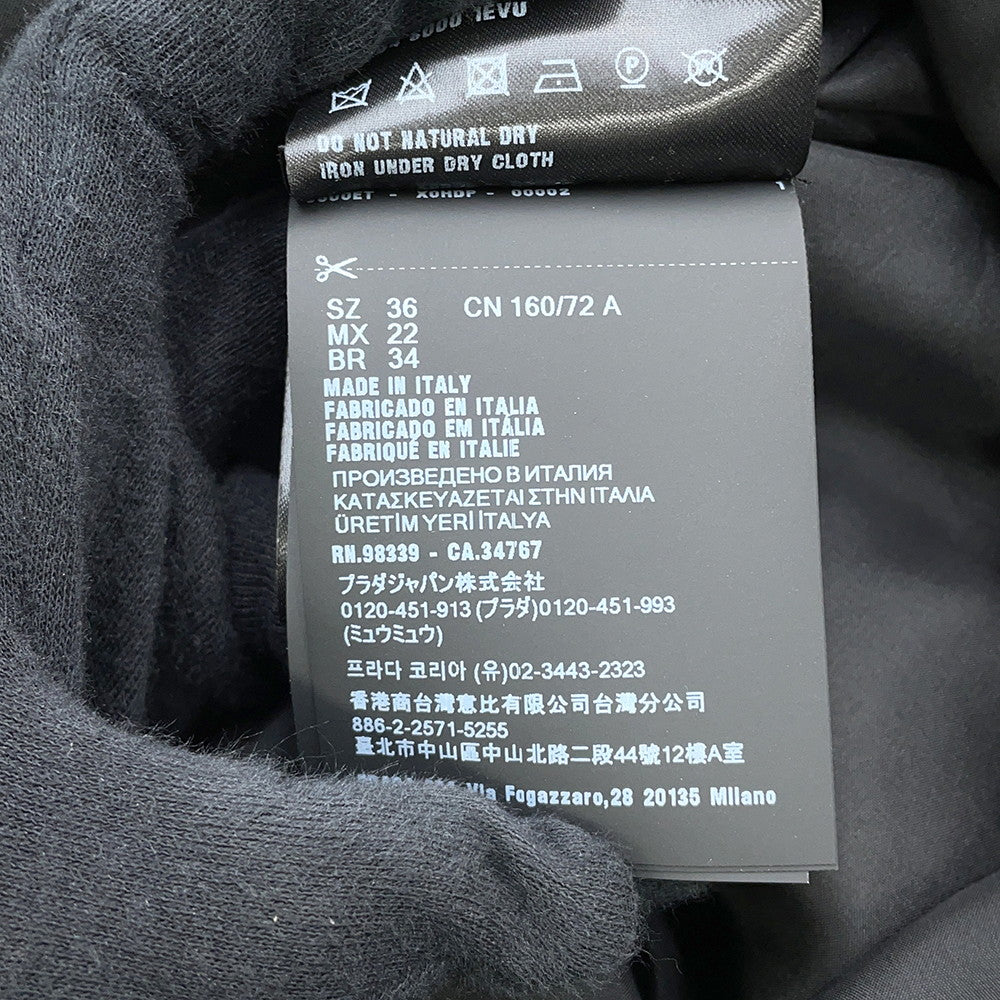 IEVU
P
W
DO NOT NATURAL DRY
IRON UNDER DRY CLOTH
SZ 36 CN 160/72 A
MX 22
BR 34
MADE IN ITALY
FABRICADO EN ITALIA
FABRICADO EM ITÁLIA
FABRIQUÉ EN ITALIE
ПРОИЗВЕДЕНО В ИТАЛИЯ
ΚΑΤΑΣΚΕΥΑΖΕΤΑΙ ΣΤΗΝ ΙΤΑΛΙΑ
ÜRETİM YERİ İTALYA
RN.98339 - CA.34767
プラダジャパン株式会社
0120-451-913 (プラダ)0120-451-993
(ミュウミュウ)
프라다 코리아 (유)02-3443-2323
香港商台灣意比有限公司台灣分公司
886-2-2571-5255
臺北市中山區中山北路二段44號12樓A室
Via Fogazzaro,28 20135 Milano